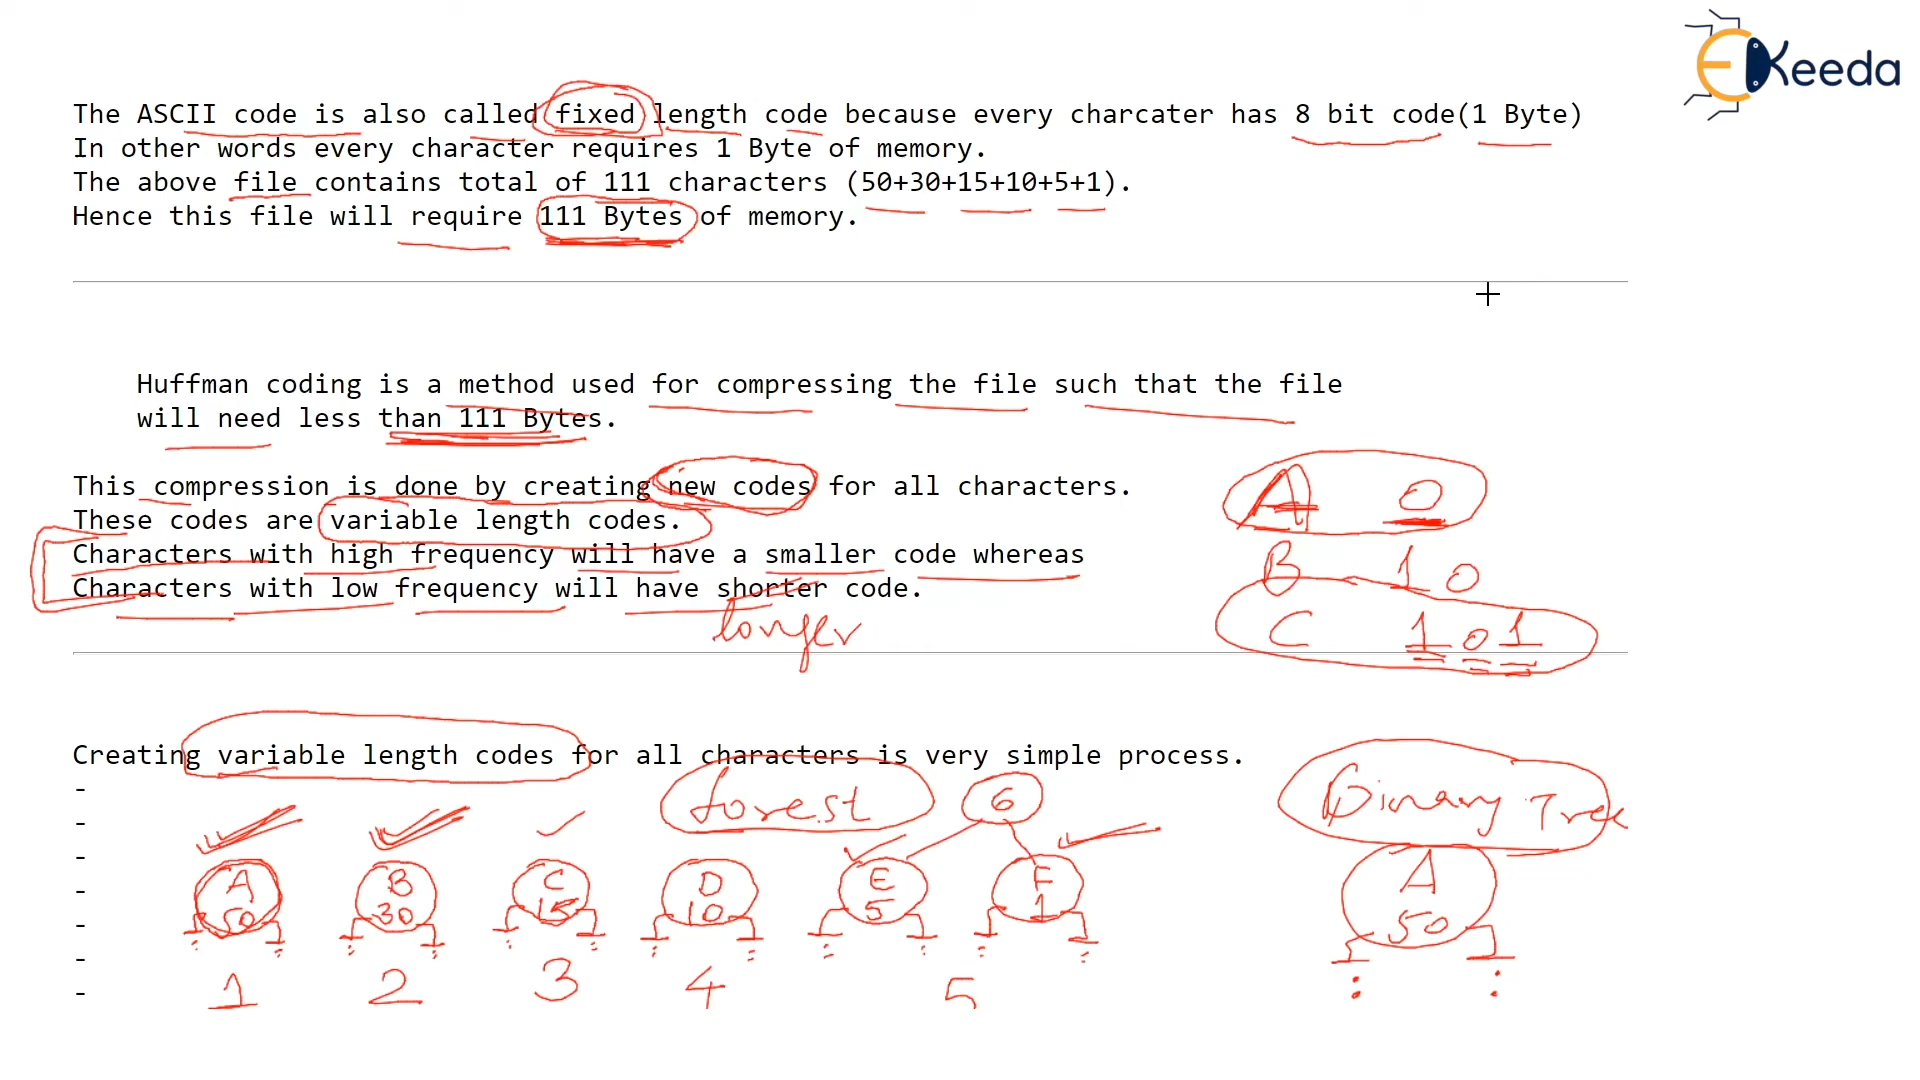 EKeeda
The ASCII code is also called fixed length code because every charcater has 8 bit code(1 Byte)
In other words every character requires 1 Byte of memory.
The above file contains total of 111 characters (50+30+15+10+5+1).
Hence this file will require 111 Bytes of memory.
Huffman coding is a method used for compressing the file such that the file
will need less than 111 Bytes.
This compression is done by creating new codes for all characters.
These codes are variable length codes.
Characters with high frequency will have a smaller code whereas
Characters with low frequency will have shorter code.
longer
A 0
B 10
C 101
Creating variable length codes for all characters is very simple process.
-
-
-
-
-
-
-
forest 6 Binary Tree
A B C D E F A
50 30 15 10 5 1 50
1 2 3 4 5